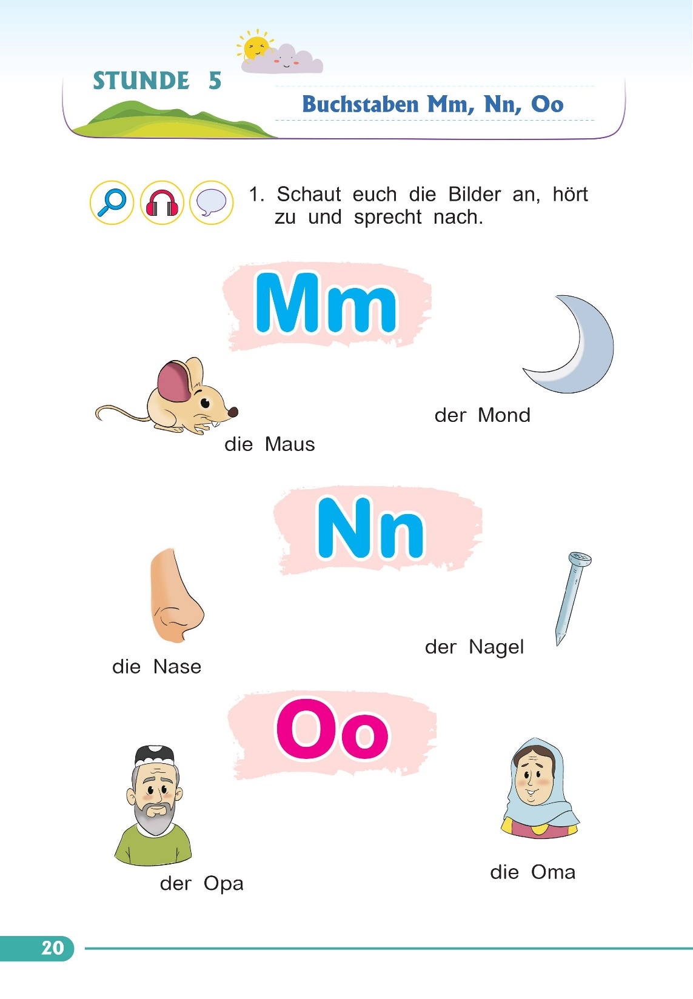 STUNDE 5
Buchstaben Mm, Nn, Oo
1. Schaut euch die Bilder an, hört
zu und sprecht nach.
Mm
der Mond
die Maus
Nn
der Nagel
die Nase
Oo
die Oma
der Opa
20